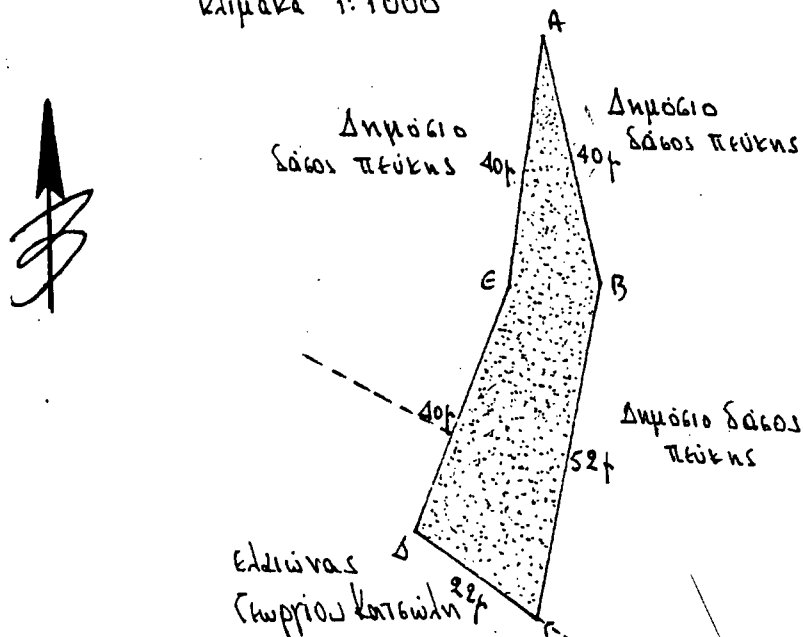 Κλίμακα 1:1000
Α
Δημόσιο
δάσος πεύκης
Δημόσιο
δάσος πεύκης
40μ
40μ
Ε
Β
40μ
Δημόσιο δάσος
πεύκης
52μ
Δ
ελαιώνας
Γεωργίου Κατσώλη
22μ
Γ